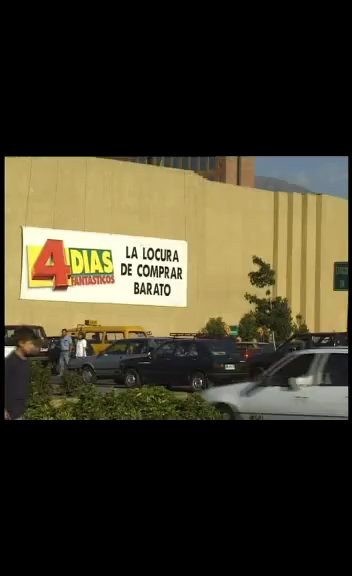 4 DIAS
FANTASTICOS
LA LOCURA
DE COMPRAR
BARATO